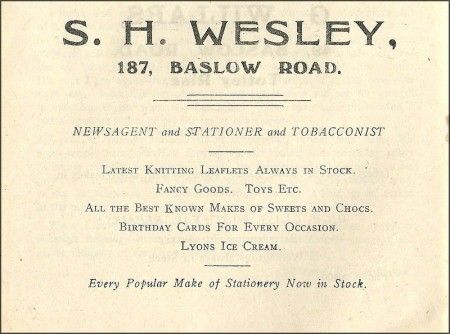 S. H. WESLEY,
187, BASLOW ROAD.
NEWSAGENT and STATIONER and TOBACCONIST
LATEST KNITTING LEAFLETS ALWAYS IN STOCK.
FANCY GOODS. TOYS ETC.
ALL THE BEST KNOWN MAKES OF SWEETS AND CHOCS.
BIRTHDAY CARDS FOR EVERY OCCASION.
LYONS ICE CREAM.
Every Popular Make of Stationery Now in Stock.